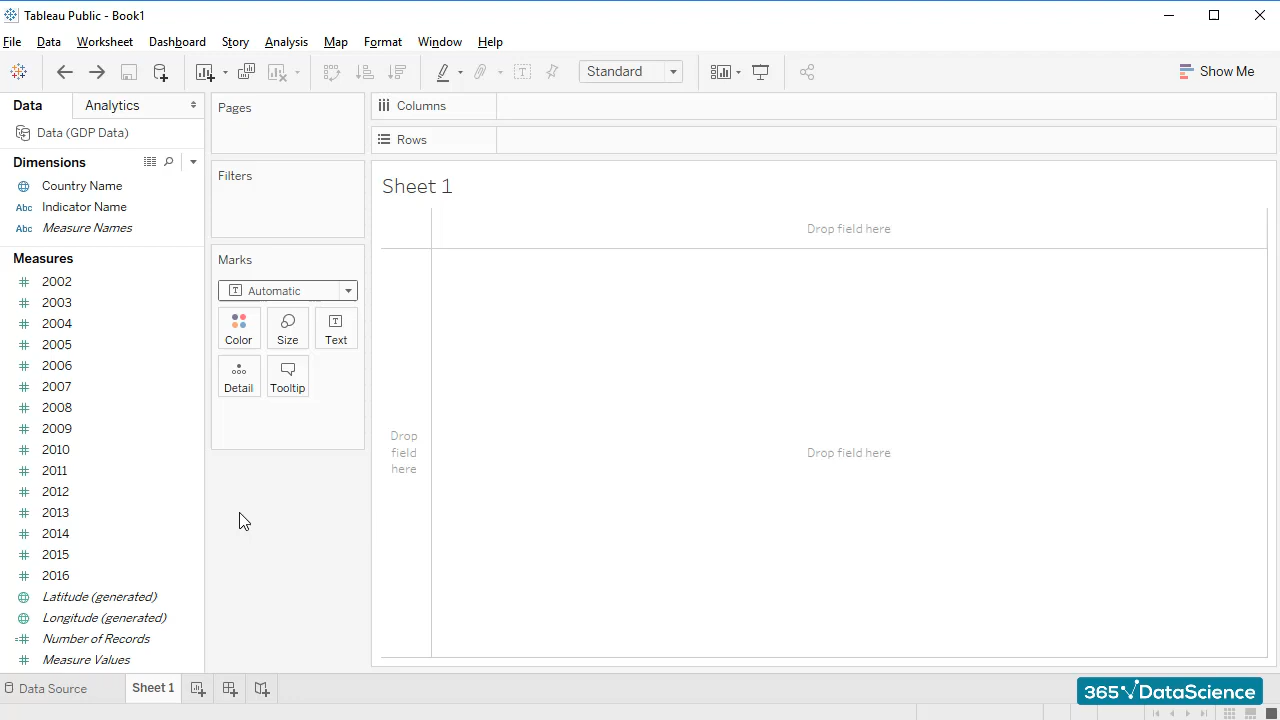 Tableau Public - Book1
File Data Worksheet Dashboard Story Analysis Map Format Window Help
Standard
Show Me
Data Analytics
Data (GDP Data)
Dimensions
Country Name
Abc Indicator Name
Abc Measure Names
Measures
2002
2003
2004
2005
2006
2007
2008
2009
2010
2011
2012
2013
2014
2015
2016
Latitude (generated)
Longitude (generated)
Number of Records
Measure Values
Pages
Filters
Marks
T Automatic
Color Size Text
Detail Tooltip
Columns
Rows
Sheet 1
Drop field here
Drop
field
here
Drop field here
Data Source Sheet 1
365 DataScience